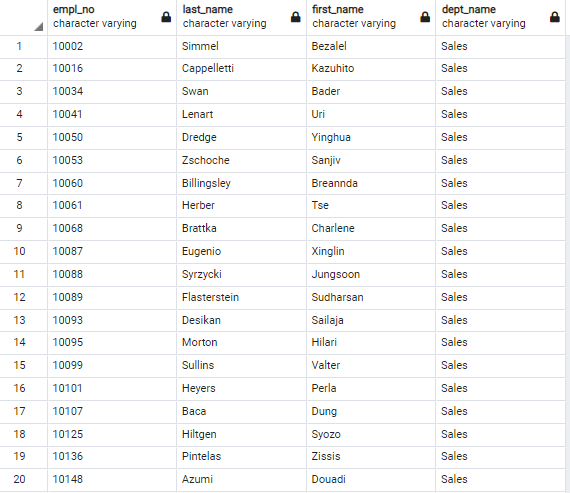 empl_no last_name first_name dept_name
character varying character varying character varying character varying
1 10002 Simmel Bezalel Sales
2 10016 Cappelletti Kazuhito Sales
3 10034 Swan Bader Sales
4 10041 Lenart Uri Sales
5 10050 Dredge Yinghua Sales
6 10053 Zschoche Sanjiv Sales
7 10060 Billingsley Breannda Sales
8 10061 Herber Tse Sales
9 10068 Brattka Charlene Sales
10 10087 Eugenio Xinglin Sales
11 10088 Syrzycki Jungsoon Sales
12 10089 Flasterstein Sudharsan Sales
13 10093 Desikan Sailaja Sales
14 10095 Morton Hilari Sales
15 10099 Sullins Valter Sales
16 10101 Heyers Perla Sales
17 10107 Baca Dung Sales
18 10125 Hiltgen Syozo Sales
19 10136 Pintelas Zissis Sales
20 10148 Azumi Douadi Sales